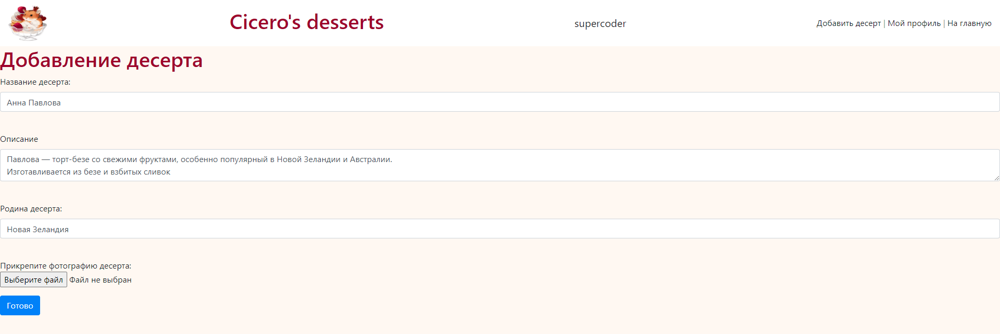 Cicero's desserts
supercoder
Добавить десерт | Мой профиль | На главную
Добавление десерта
Название десерта:
Анна Павлова
Описание
Павлова — торт-безе со свежими фруктами, особенно популярный в Новой Зеландии и Австралии.
Изготавливается из безе и взбитых сливок
Родина десерта:
Новая Зеландия
Прикрепите фотографию десерта:
Выберите файл Файл не выбран
Готово